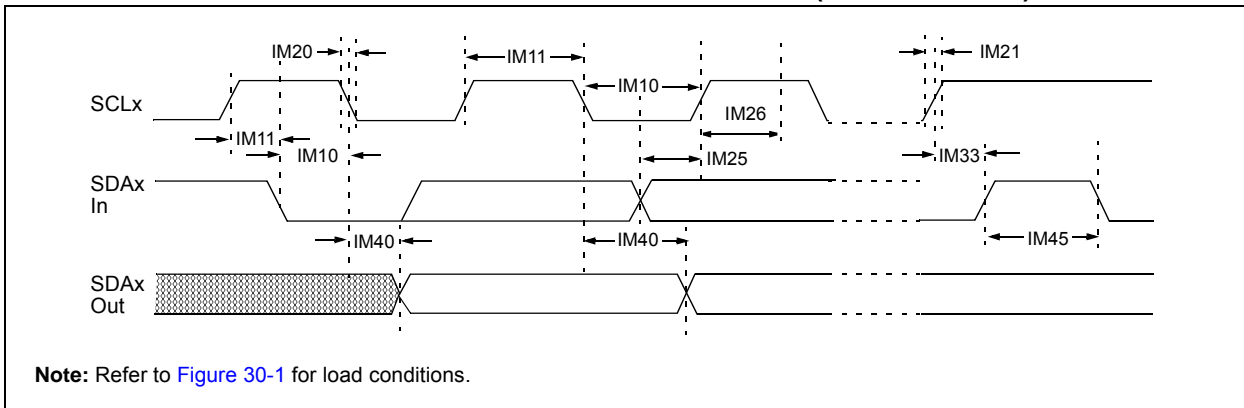 IM20
IM11
IM21
IM10
SCLx
IM26
IM11
IM10
IM25
IM33
SDAx
In
IM40
IM40
IM45
SDAx
Out
Note: Refer to Figure 30-1 for load conditions.